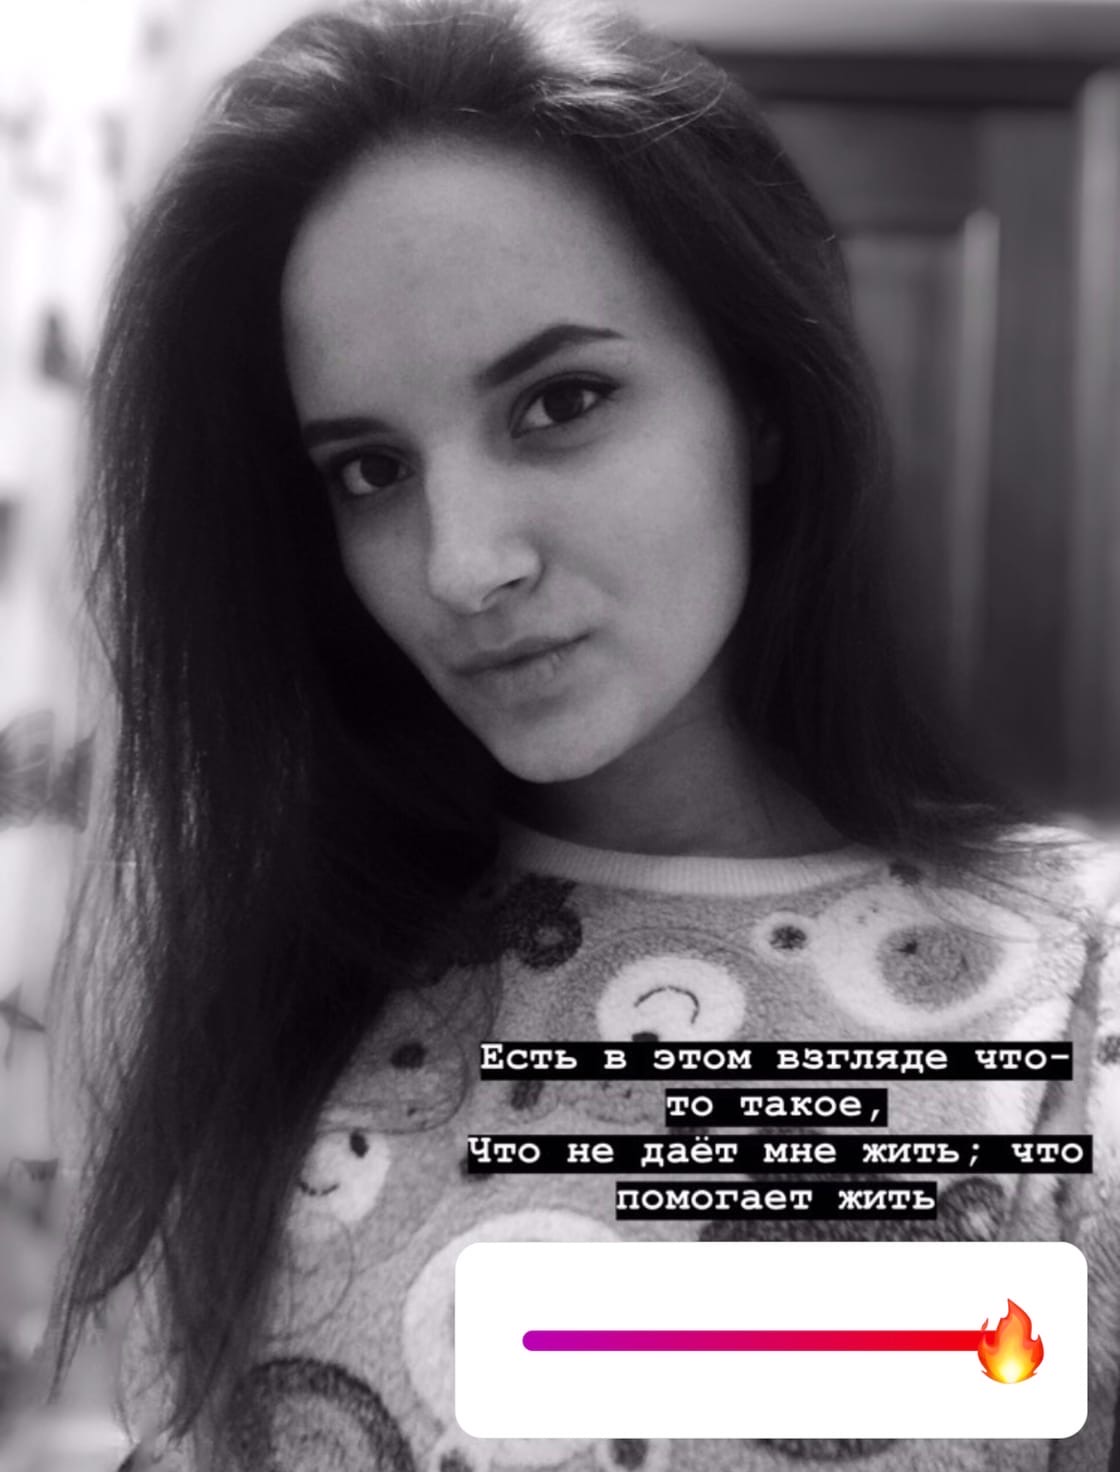 Есть в этом взгляде что-
то такое,
Что не даёт мне жить; что
помогает жить